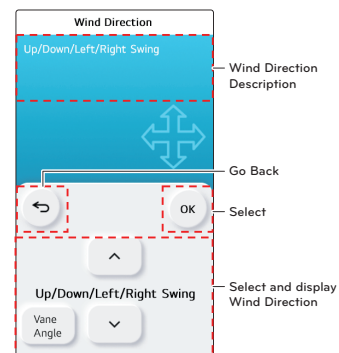 Wind Direction
Up/Down/Left/Right Swing
Wind Direction
Description
Go Back
OK
Select
Up/Down/Left/Right Swing
Select and display
Wind Direction
Vane
Angle